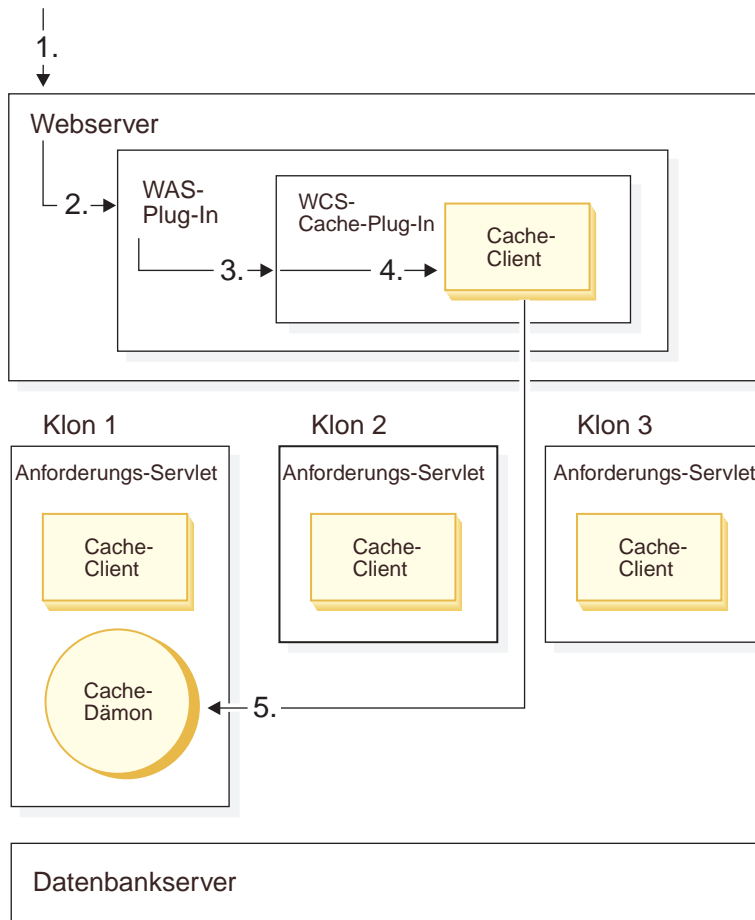 1.
Webserver
2.
WAS-
Plug-In
3.
WCS-
Cache-Plug-In
4.
Cache-
Client
Klon 1
Anforderungs-Servlet
Cache-
Client
Cache-
Dämon
Klon 2
Anforderungs-Servlet
Cache-
Client
Klon 3
Anforderungs-Servlet
Cache-
Client
5.
Datenbankserver